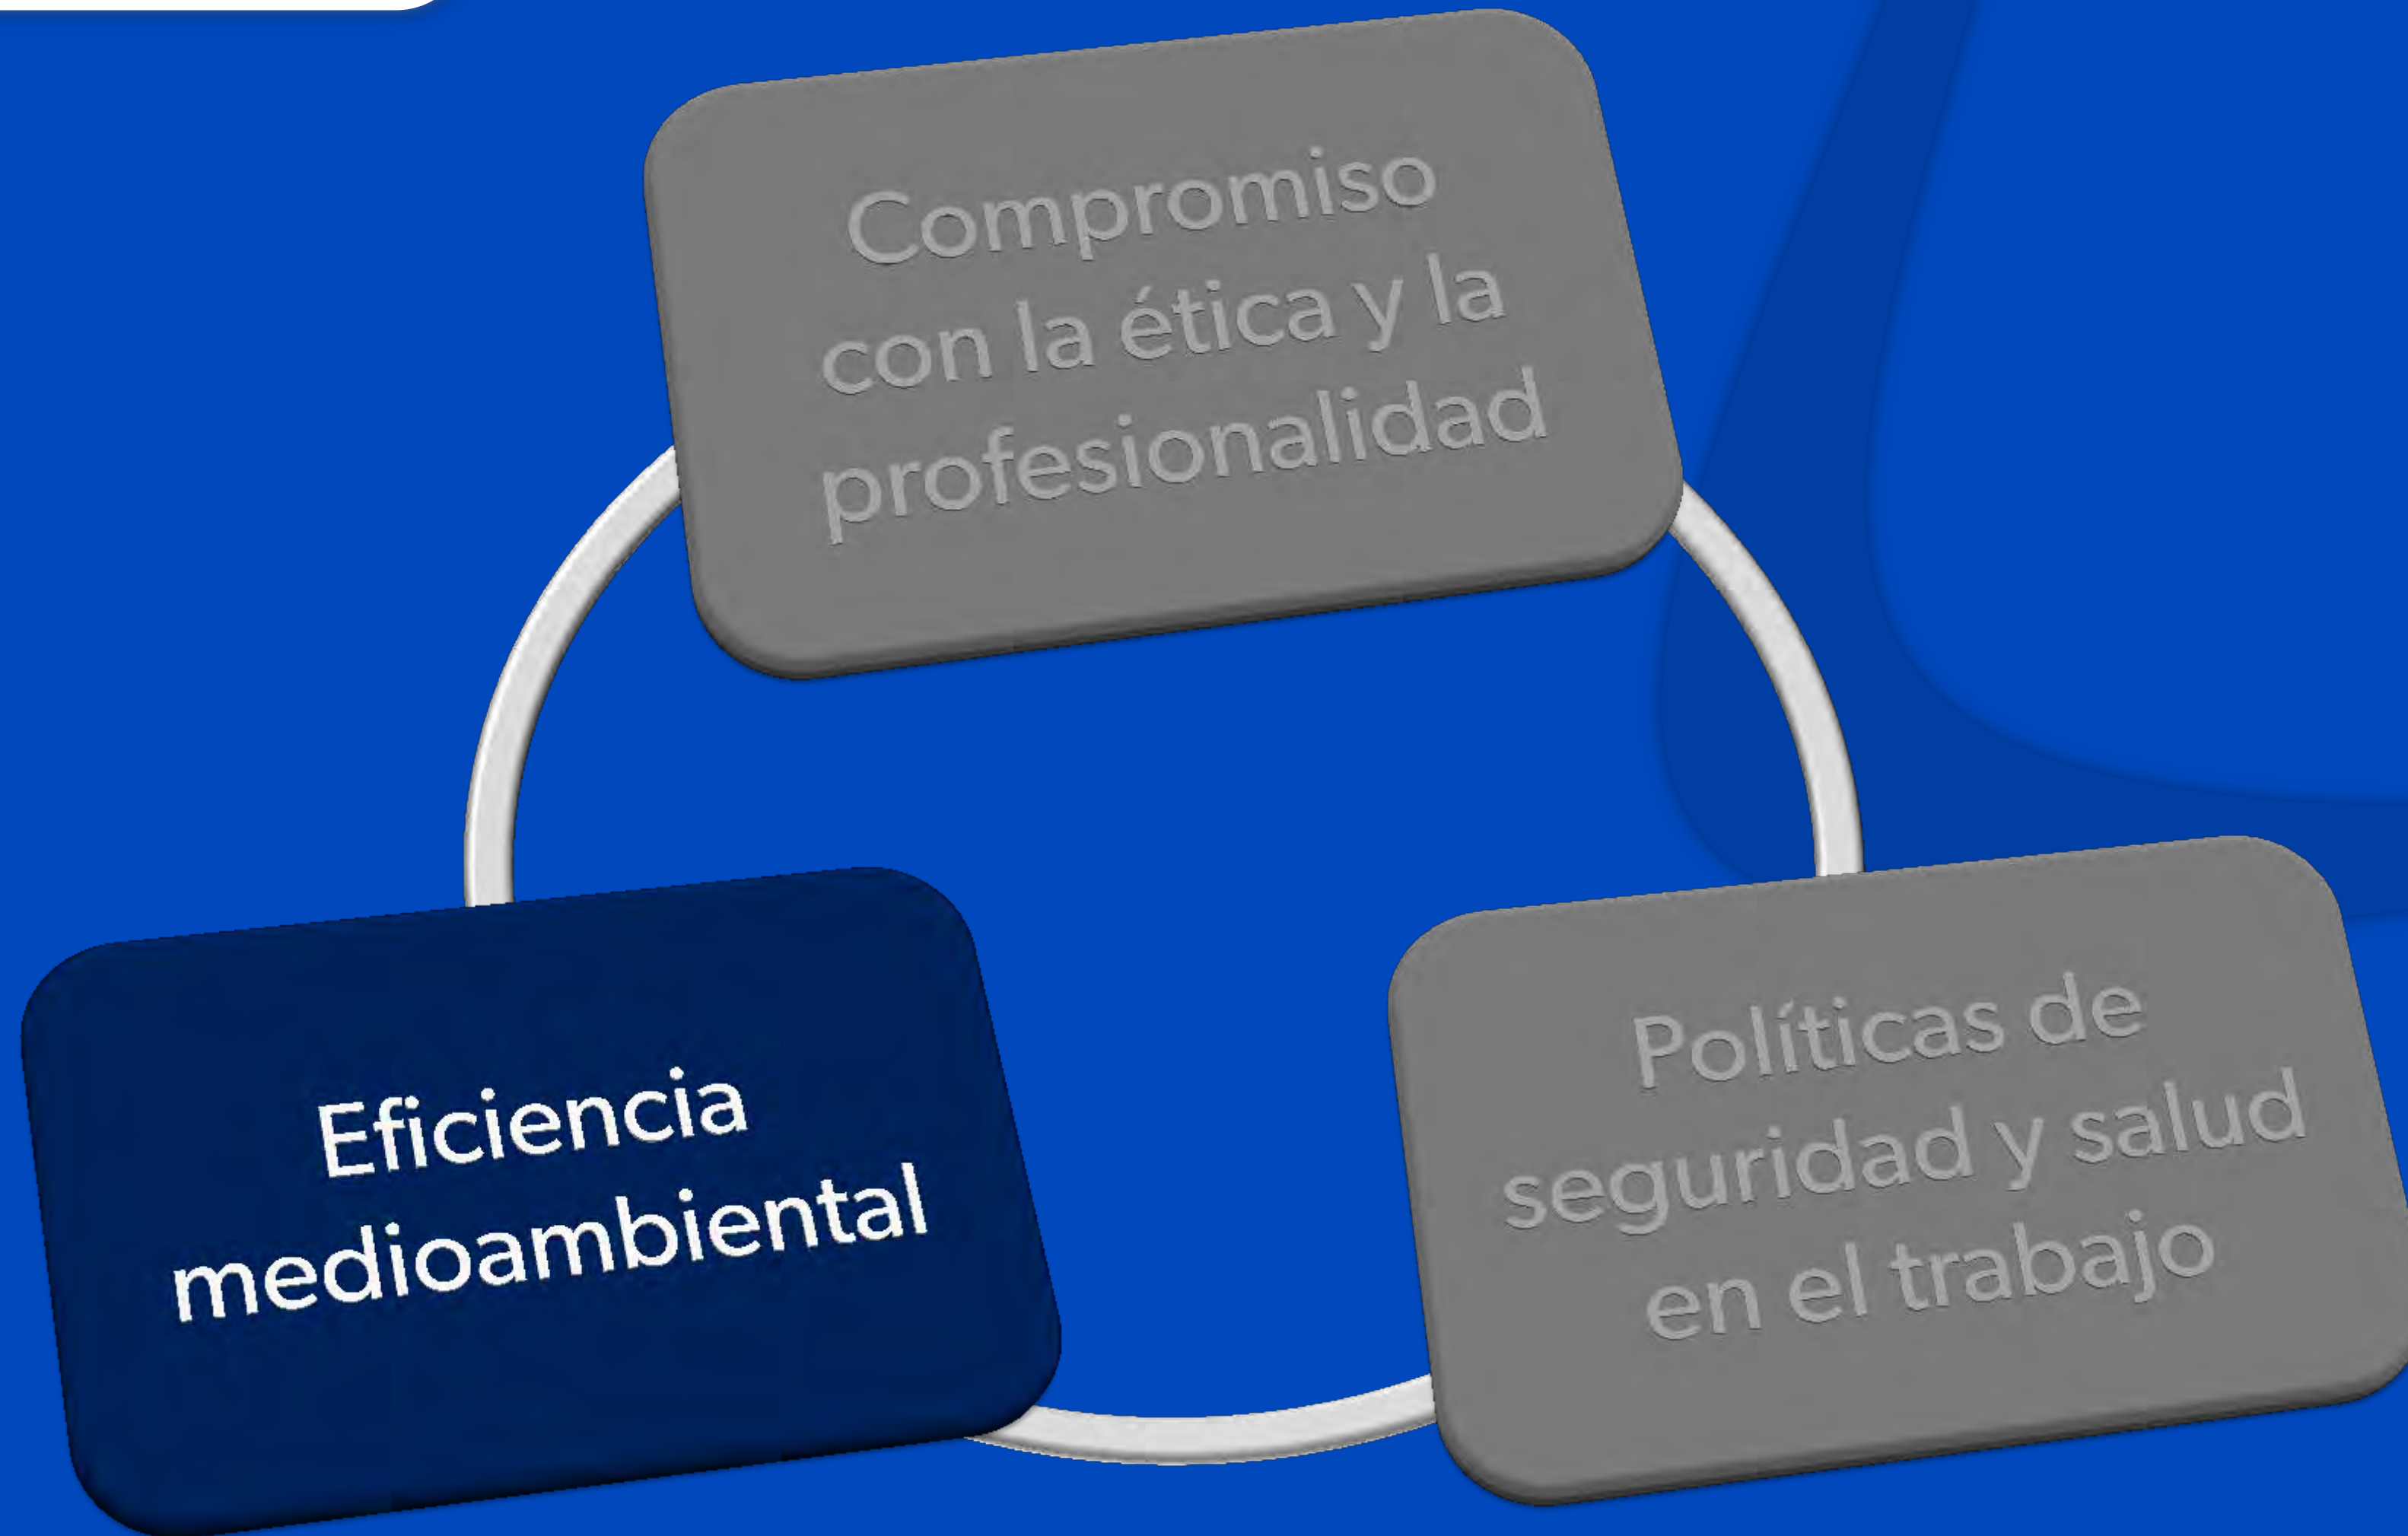 Compromiso
con la ética y la
profesionalidad
Eficiencia
medioambiental
Políticas de
seguridad y salud
en el trabajo